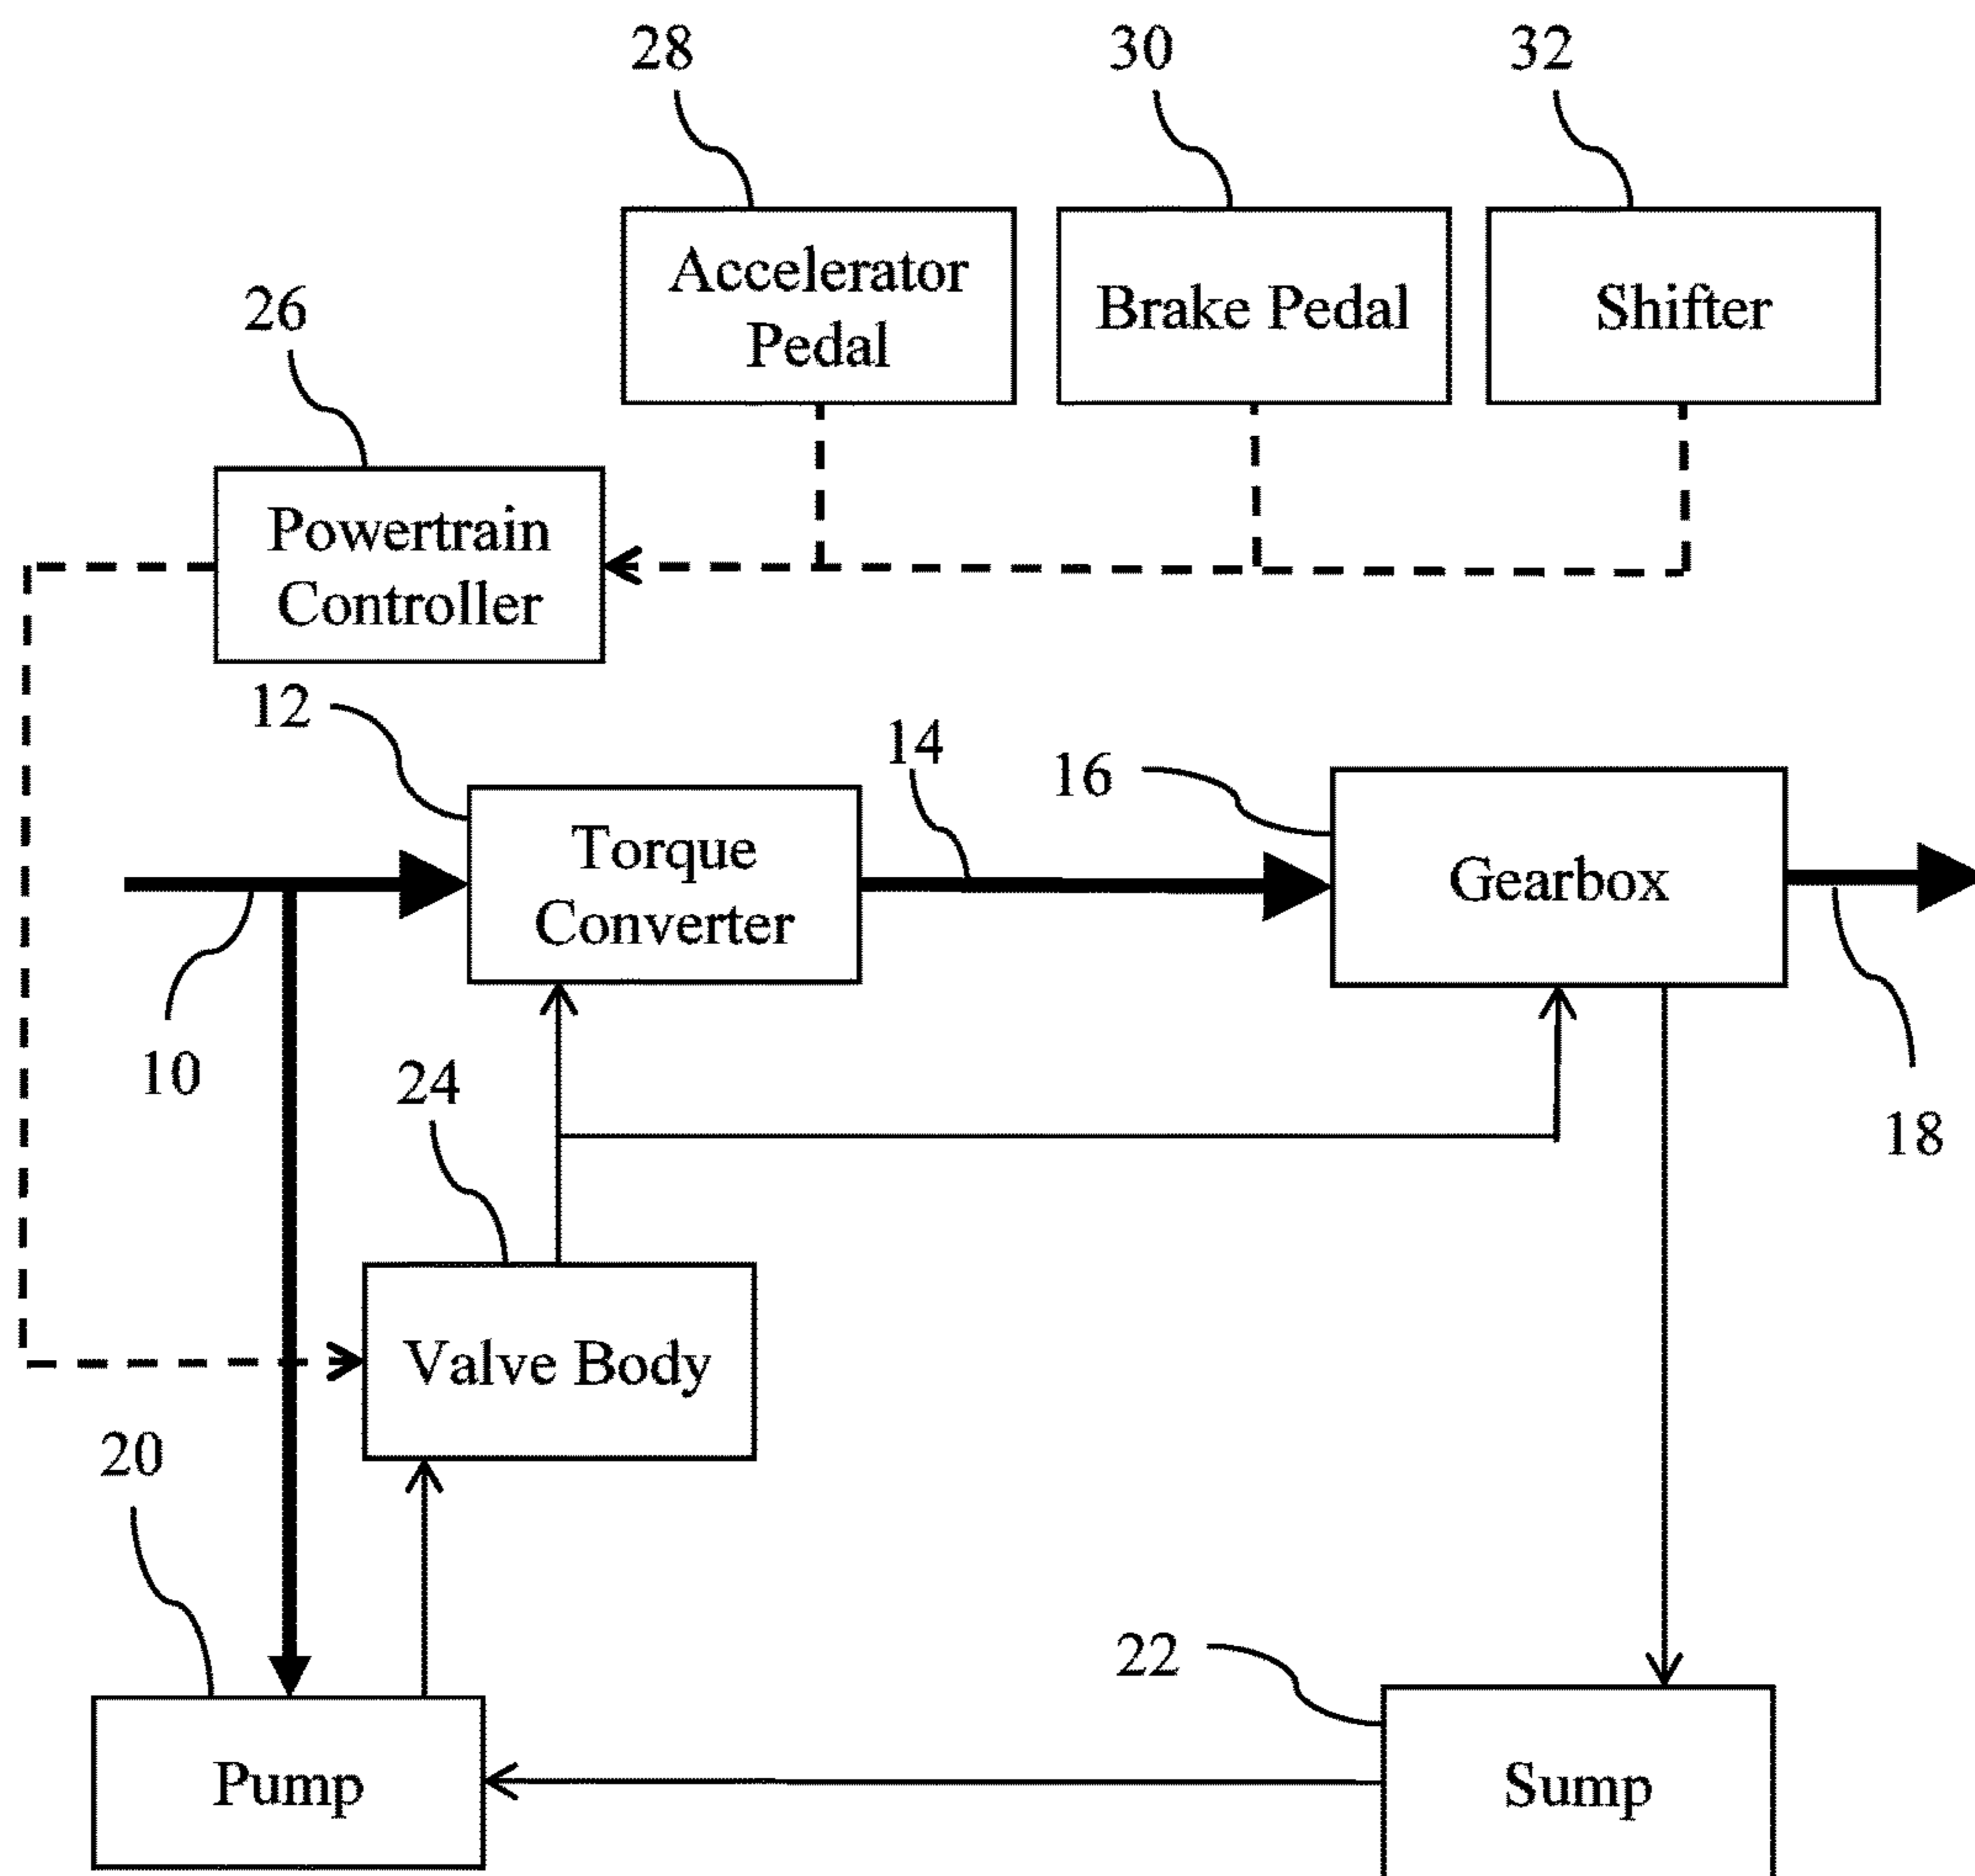 28
30
32
Accelerator
Pedal
Brake Pedal
Shifter
26
Powertrain
Controller
12
14
16
Torque
Converter
Gearbox
10
24
18
Valve Body
20
22
Pump
Sump